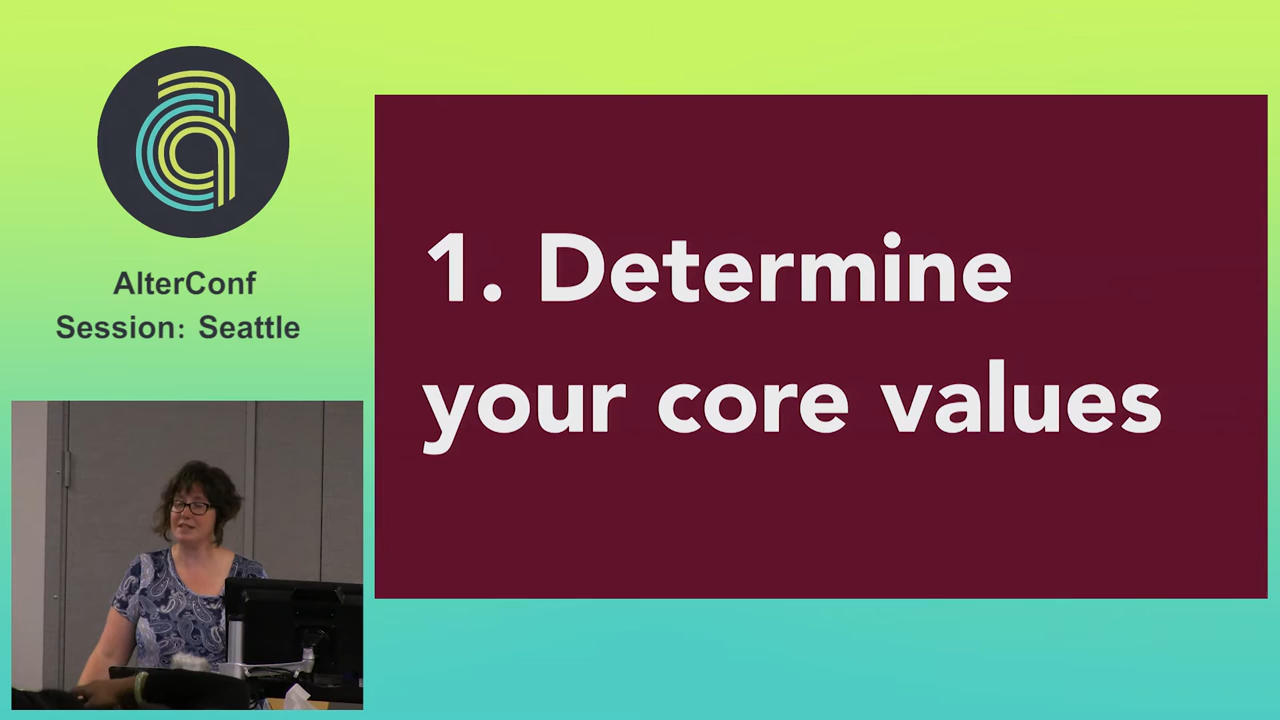 AlterConf
Session: Seattle
1. Determine
your core values